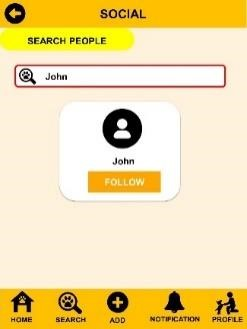 SOCIAL
SEARCH PEOPLE
John
John
FOLLOW
HOME SEARCH ADD NOTIFICATION PROFILE